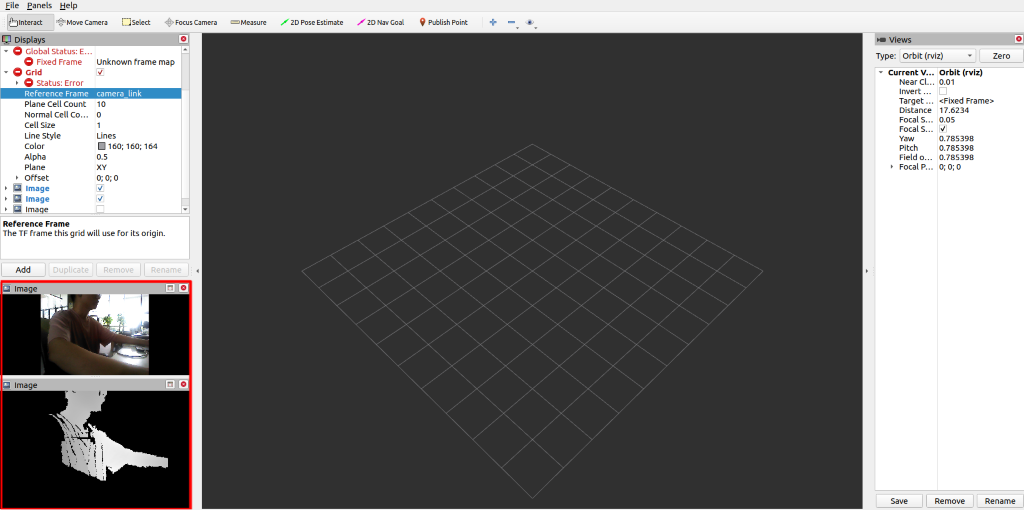 File Panels Help
Interact Move Camera Select Focus Camera Measure 2D Pose Estimate 2D Nav Goal Publish Point
Displays
Global Status: E...
Fixed Frame Unknown frame map
Grid
Status: Error
Reference Frame camera_link
Plane Cell Count 10
Normal Cell Co... 0
Cell Size 1
Line Style Lines
Color 160; 160; 164
Alpha 0.5
Plane XY
Offset 0; 0; 0
Image
Image
Image
Reference Frame
The TF frame this grid will use for its origin.
Add Duplicate Remove Rename
Image
Image
Views
Type: Orbit (rviz) Zero
Current V... Orbit (rviz)
Near Cl... 0.01
Invert ...
Target ... <Fixed Frame>
Distance 17.6234
Focal S... 0.05
Focal S...
Yaw 0.785398
Pitch 0.785398
Field o... 0.785398
Focal P... 0; 0; 0
Save Remove Rename